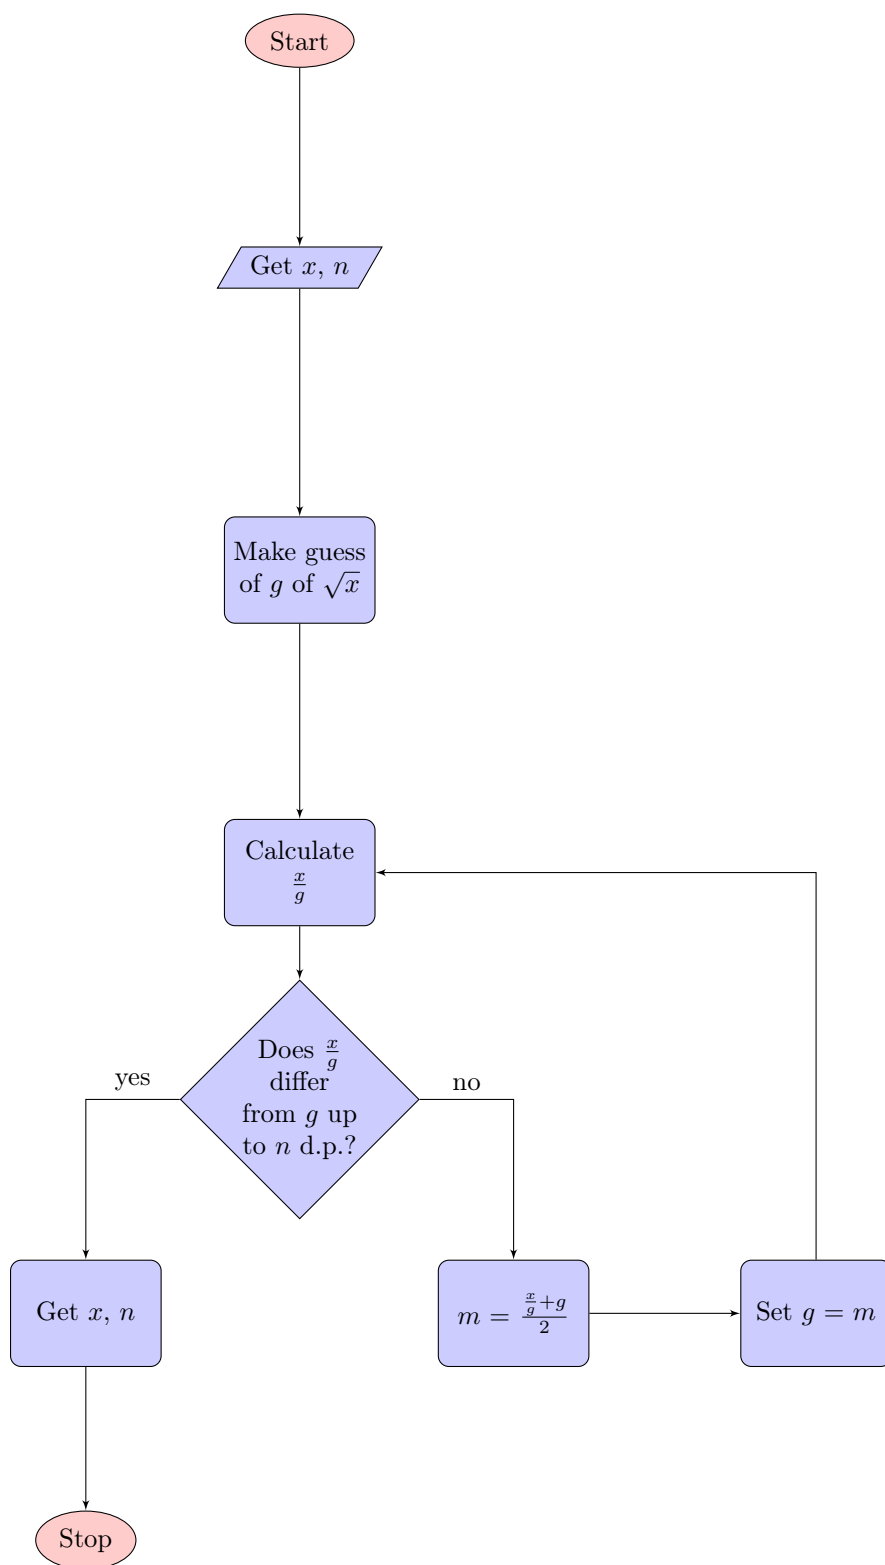 Start
Get x, n
Make guess
of g of √x
Calculate
x/g
Does x/g
differ
from g up
to n d.p.?
yes
no
Get x, n
m = (x/g + g)/2
Set g = m
Stop